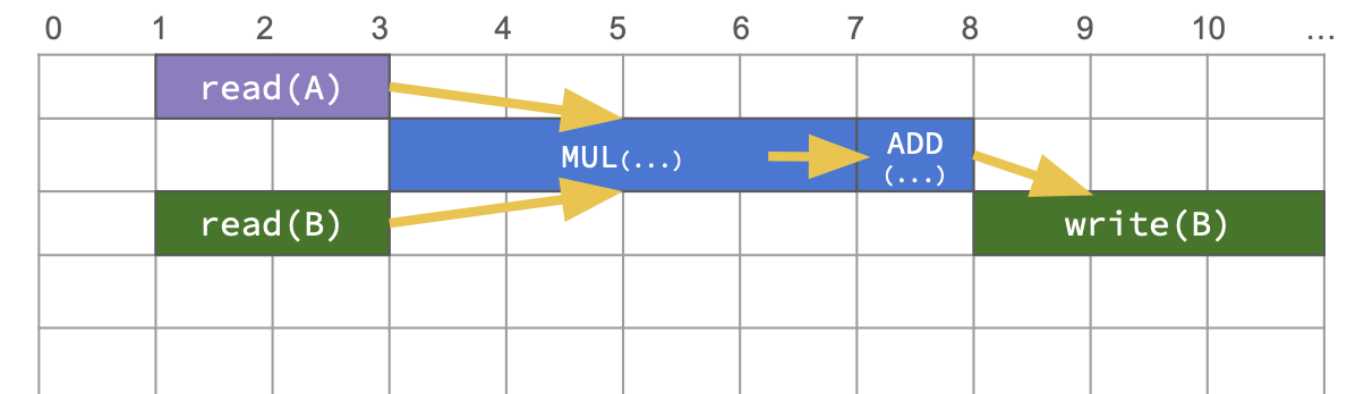 0 1 2 3 4 5 6 7 8 9 10 ...
read(A)
MUL(...)
ADD
(...)
read(B)
write(B)